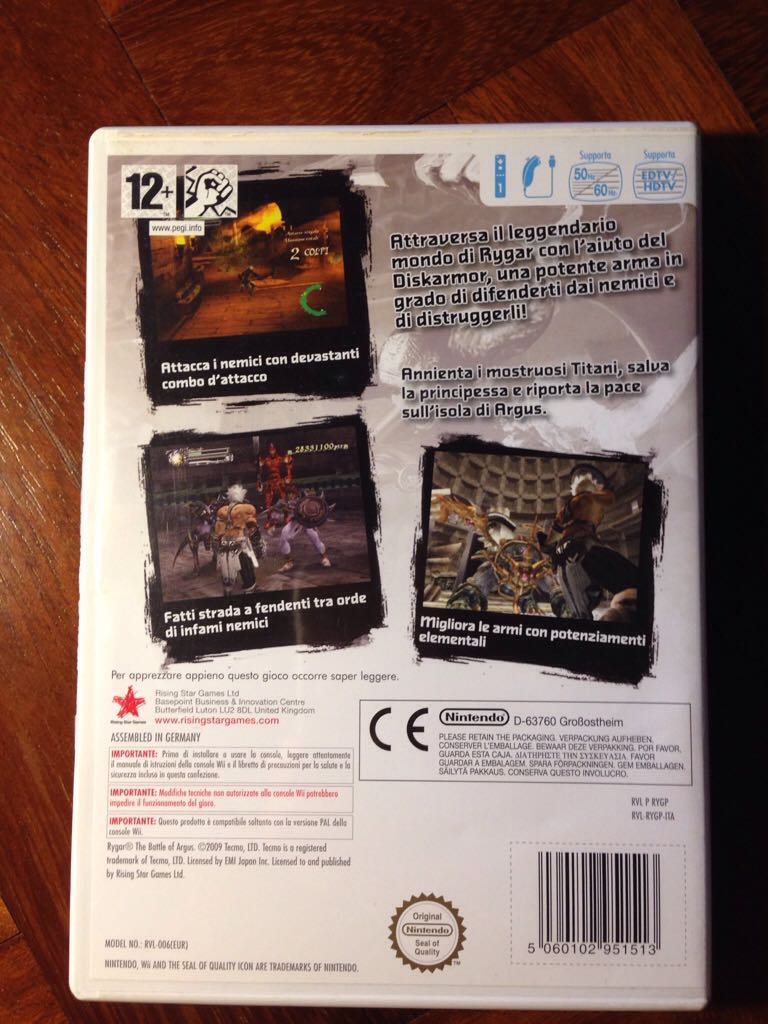 12+
www.pegi.info
1
Supporta
50Hz
60Hz
Supporta
EDTV/
HDTV
2 COLPI
Attacca i nemici con devastanti
combo d'attacco
Attraversa il leggendario
mondo di Rygar con l'aiuto del
Diskarmor, una potente arma in
grado di difenderti dai nemici e
di distruggerli!
Annienta i mostruosi Titani, salva
la principessa e riporta la pace
sull'isola di Argus.
Fatti strada a fendenti tra orde
di infami nemici
Migliora le armi con potenziamenti
elementali
Per apprezzare appieno questo gioco occorre saper leggere.
Rising Star Games
Rising Star Games Ltd
Basepoint Business & Innovation Centre
Butterfield Luton LU2 8DL United Kingdom
www.risingstargames.com
ASSEMBLED IN GERMANY
IMPORTANTE: Prima di installare o usare la console, leggere attentamente
il manuale di istruzioni della console Wii e il libretto di precauzioni per la salute e la
sicurezza incluso in questa confezione.
IMPORTANTE: Modifiche tecniche non autorizzate alla console Wii potrebbero
impedire il funzionamento del gioco.
IMPORTANTE: Questo prodotto è compatibile soltanto con la versione PAL della
console Wii.
Rygar® The Battle of Argus. ©2009 Tecmo, LTD. Tecmo is a registered
trademark of Tecmo, LTD. Licensed by EMI Japan Inc. Licensed to and published
by Rising Star Games Ltd.
CE
Nintendo D-63760 Großostheim
PLEASE RETAIN THE PACKAGING. VERPACKUNG AUFHEBEN.
CONSERVER L'EMBALLAGE. BEWAAR DEZE VERPAKKING. POR FAVOR,
GUARDA ESTA CAJA. ΔΙΑΤΗΡΗΣΤΕ ΤΗΝ ΣΥΣΚΕΥΑΣΙΑ. FAVOR
GUARDAR A EMBALAGEM. SPARA FÖRPACKNINGEN. GEM EMBALLAGEN.
SÄILYTÄ PAKKAUS. CONSERVA QUESTO INVOLUCRO.
RVL P RYGP
RVL-RYGP-ITA
MODEL NO.: RVL-006(EUR)
NINTENDO, Wii AND THE SEAL OF QUALITY ICON ARE TRADEMARKS OF NINTENDO.
Original
Nintendo
Seal of
Quality
TM
5 060102 951513